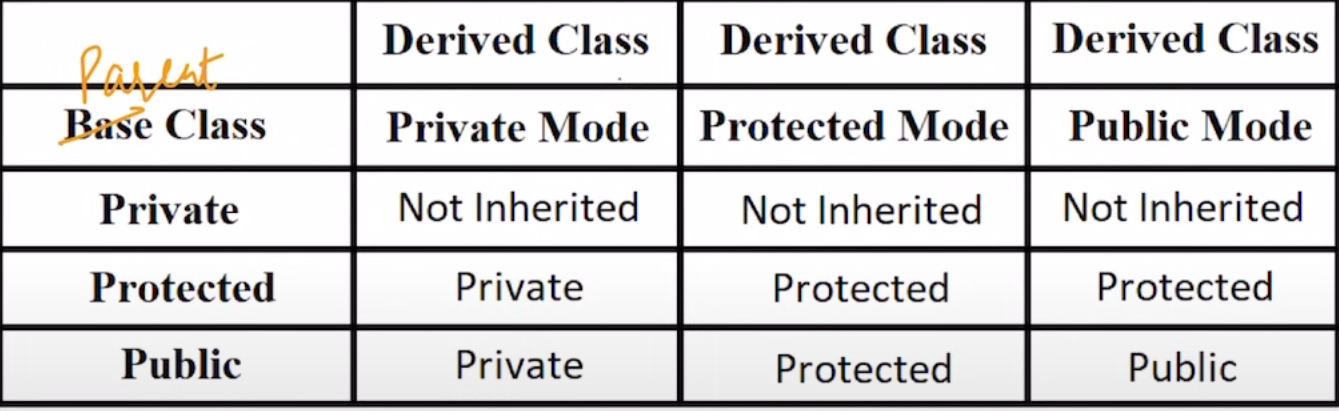 Derived Class Derived Class Derived Class
Parent
Base Class Private Mode Protected Mode Public Mode
Private Not Inherited Not Inherited Not Inherited
Protected Private Protected Protected
Public Private Protected Public